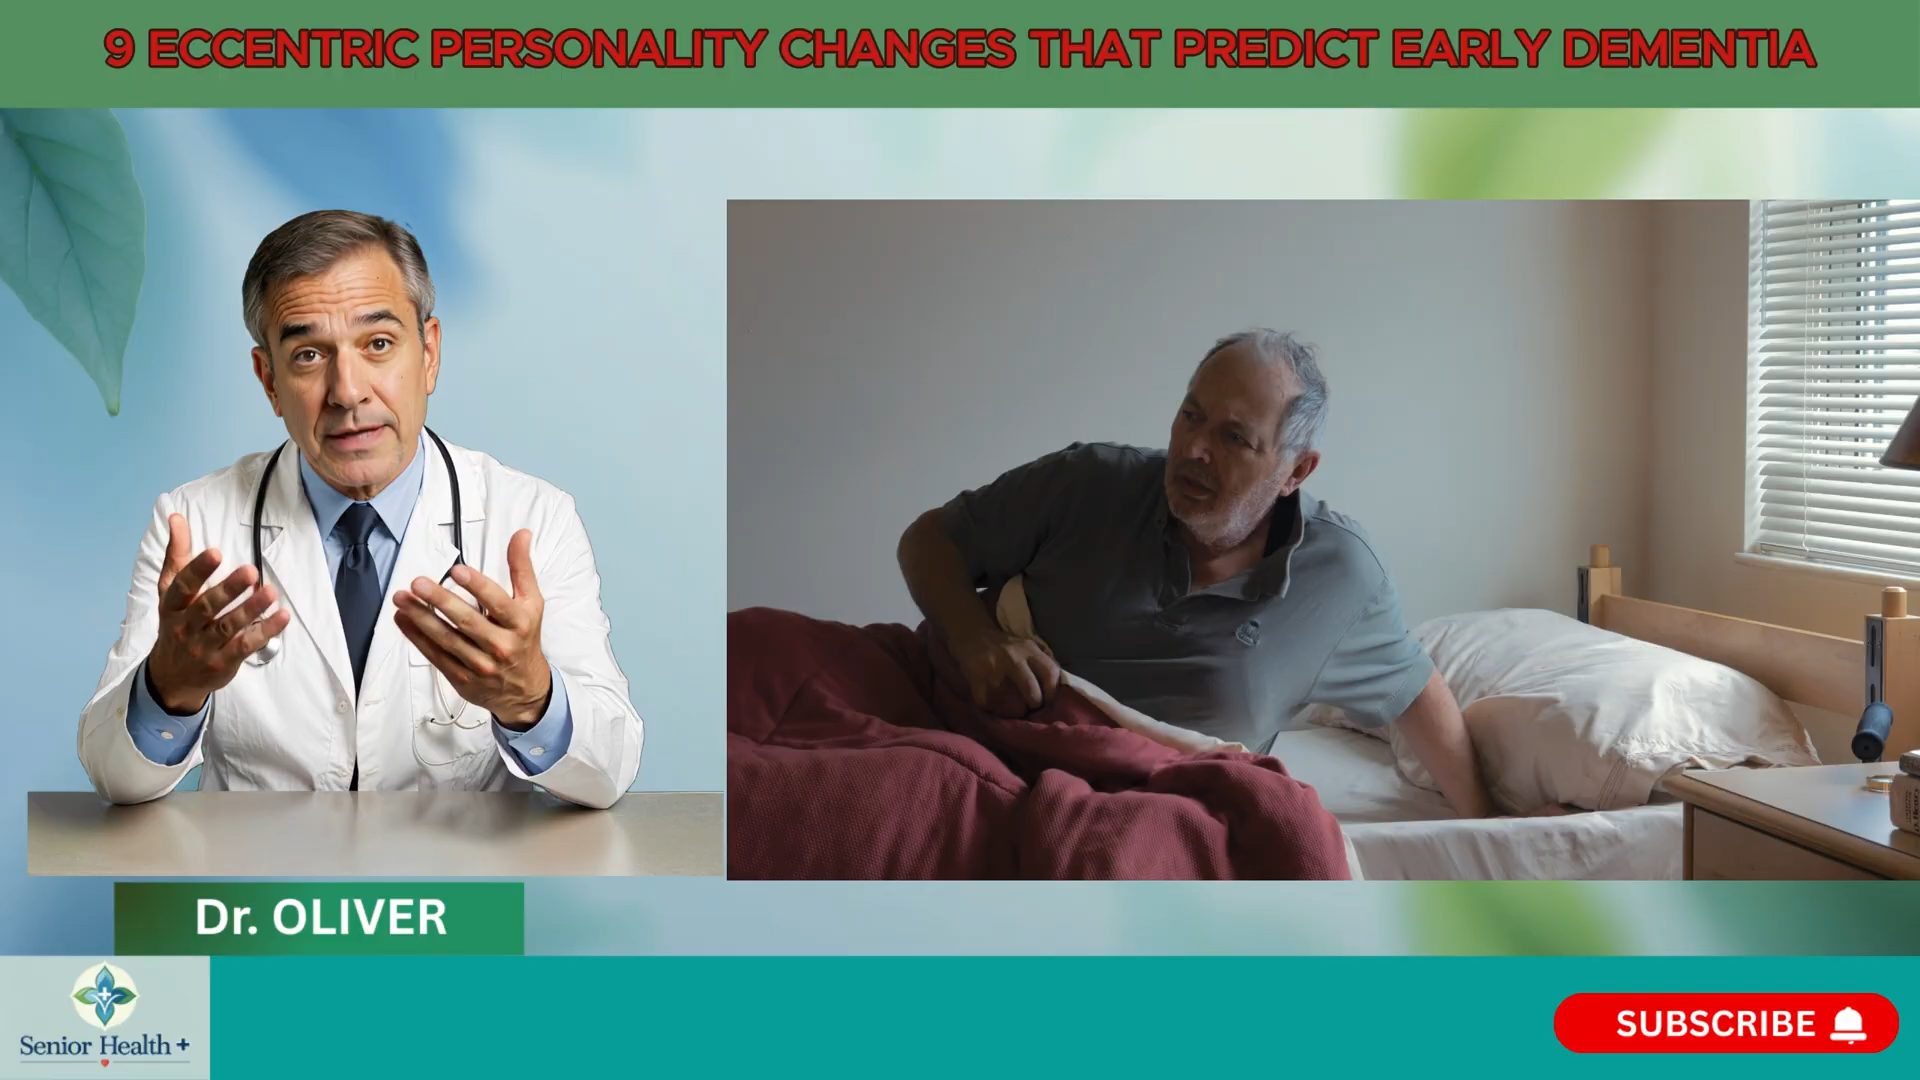 9 ECCENTRIC PERSONALITY CHANGES THAT PREDICT EARLY DEMENTIA
Dr. OLIVER
Senior Health +
SUBSCRIBE